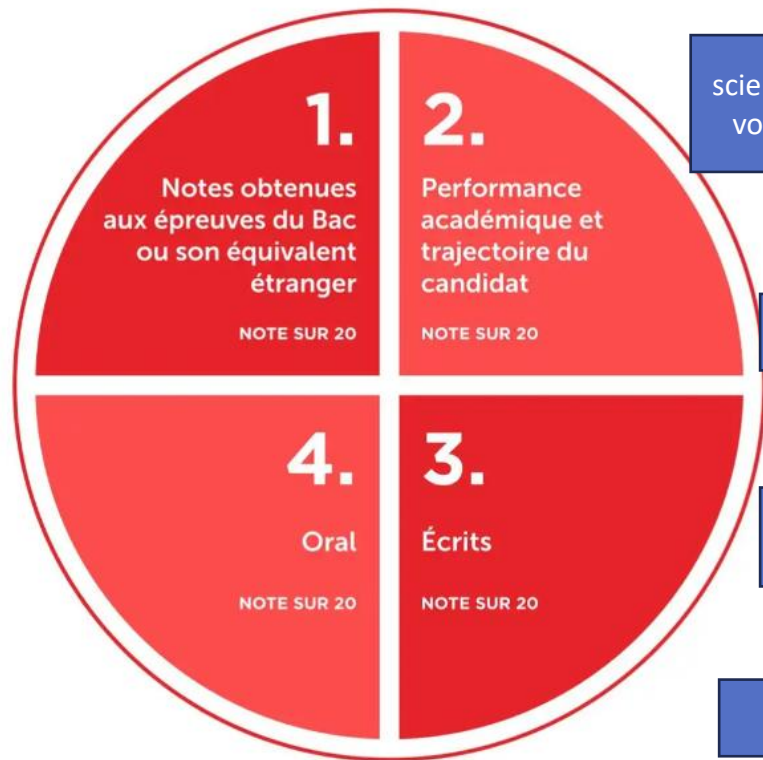 1.
Notes obtenues
aux épreuves du Bac
ou son équivalent
étranger
NOTE SUR 20
2.
Performance
académique et
trajectoire du
candidat
NOTE SUR 20
4.
Oral
NOTE SUR 20
3.
Écrits
NOTE SUR 20